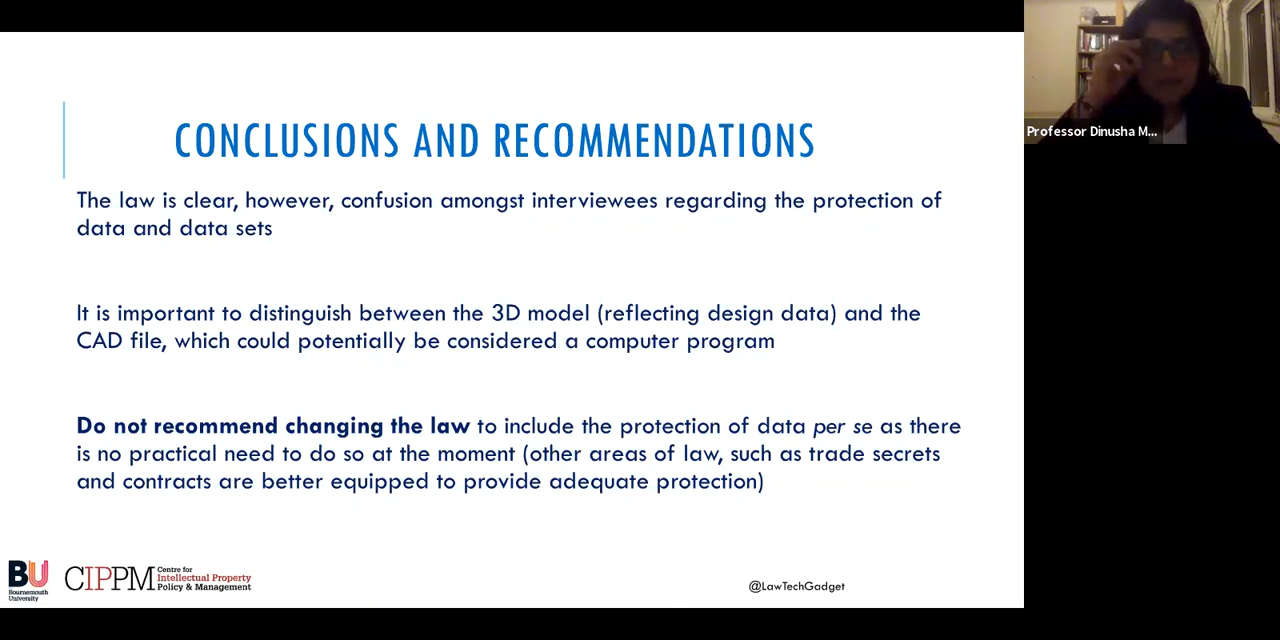 CONCLUSIONS AND RECOMMENDATIONS
The law is clear, however, confusion amongst interviewees regarding the protection of
data and data sets
It is important to distinguish between the 3D model (reflecting design data) and the
CAD file, which could potentially be considered a computer program
Do not recommend changing the law to include the protection of data per se as there
is no practical need to do so at the moment (other areas of law, such as trade secrets
and contracts are better equipped to provide adequate protection)
BU
Bournemouth
University
CIPPM
Centre for
Intellectual Property
Policy & Management
@LawTechGadget
Professor Dinusha M...